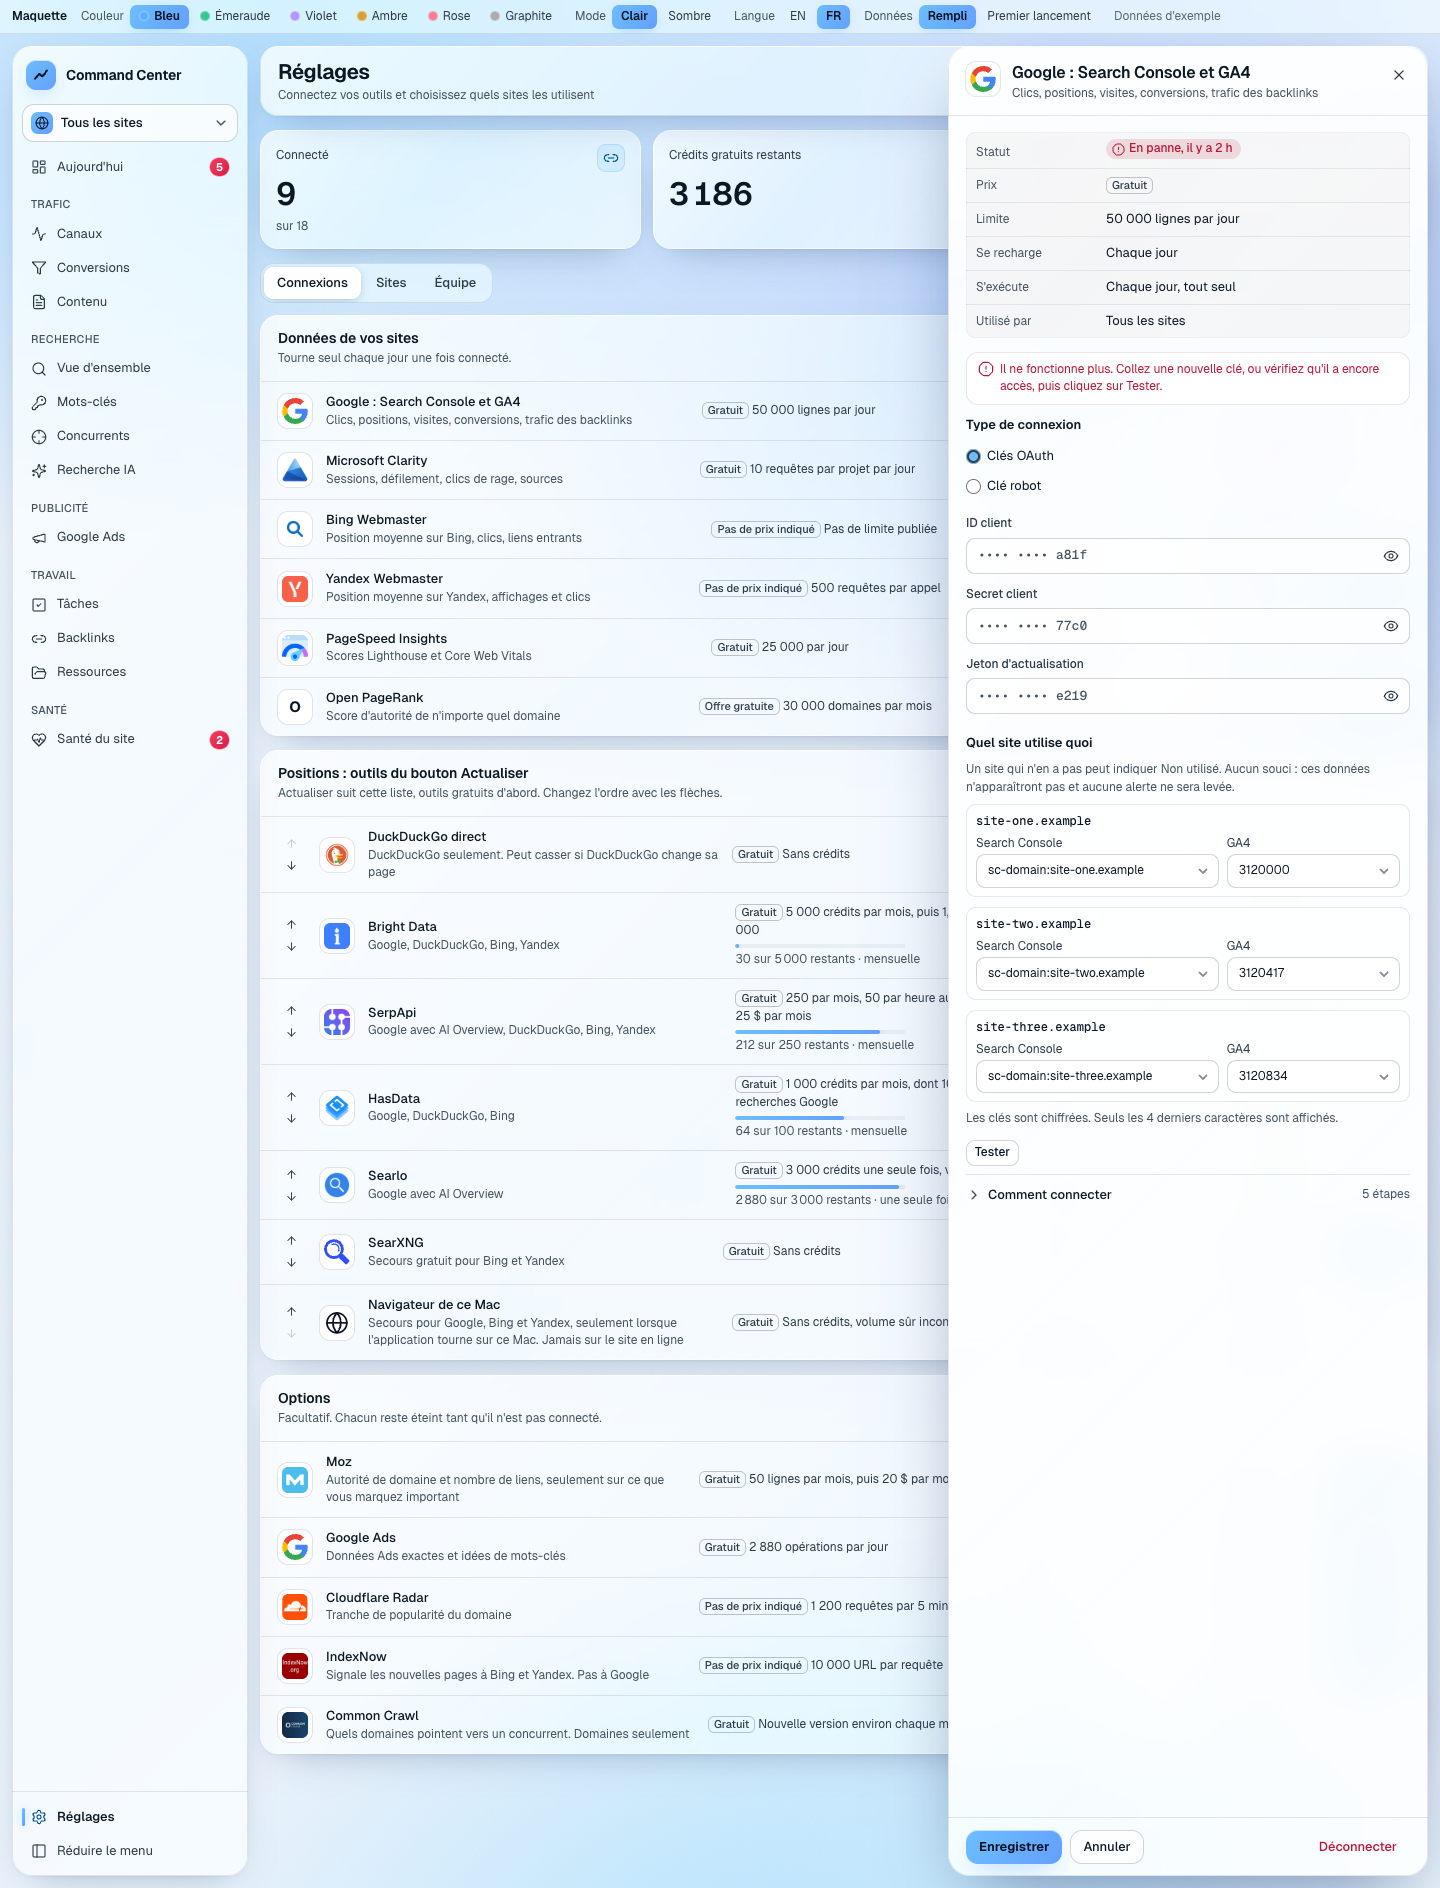 Maquette Couleur Bleu Émeraude Violet Ambre Rose Graphite Mode Clair Sombre Langue EN FR Données Rempli Premier lancement Données d'exemple
Command Center
Tous les sites
Aujourd'hui 5
TRAFIC
Canaux
Conversions
Contenu
RECHERCHE
Vue d'ensemble
Mots-clés
Concurrents
Recherche IA
PUBLICITÉ
Google Ads
TRAVAIL
Tâches
Backlinks
Ressources
SANTÉ
Santé du site 2
Réglages
Réduire le menu
Réglages
Connectez vos outils et choisissez quels sites les utilisent
Connecté
9
sur 18
Crédits gratuits restants
3 186
Connexions Sites Équipe
Données de vos sites
Tourne seul chaque jour une fois connecté.
Google : Search Console et GA4
Clics, positions, visites, conversions, trafic des backlinks
Gratuit 50 000 lignes par jour
Microsoft Clarity
Sessions, défilement, clics de rage, sources
Gratuit 10 requêtes par projet par jour
Bing Webmaster
Position moyenne sur Bing, clics, liens entrants
Pas de prix indiqué Pas de limite publiée
Yandex Webmaster
Position moyenne sur Yandex, affichages et clics
Pas de prix indiqué 500 requêtes par appel
PageSpeed Insights
Scores Lighthouse et Core Web Vitals
Gratuit 25 000 par jour
Open PageRank
Score d'autorité de n'importe quel domaine
Offre gratuite 30 000 domaines par mois
Positions : outils du bouton Actualiser
Actualiser suit cette liste, outils gratuits d'abord. Changez l'ordre avec les flèches.
DuckDuckGo direct
DuckDuckGo seulement. Peut casser si DuckDuckGo change sa
page
Gratuit Sans crédits
Bright Data
Google, DuckDuckGo, Bing, Yandex
Gratuit 5 000 crédits par mois, puis 1,
000
30 sur 5 000 restants · mensuelle
SerpApi
Google avec AI Overview, DuckDuckGo, Bing, Yandex
Gratuit 250 par mois, 50 par heure au
25 $ par mois
212 sur 250 restants · mensuelle
HasData
Google, DuckDuckGo, Bing
Gratuit 1 000 crédits par mois, dont 10
recherches Google
64 sur 100 restants · mensuelle
Searlo
Google avec AI Overview
Gratuit 3 000 crédits une seule fois,
2 880 sur 3 000 restants · une seule foi
SearXNG
Secours gratuit pour Bing et Yandex
Gratuit Sans crédits
Navigateur de ce Mac
Secours pour Google, Bing et Yandex, seulement lorsque
l'application tourne sur ce Mac. Jamais sur le site en ligne
Gratuit Sans crédits, volume sûr incon
Options
Facultatif. Chacun reste éteint tant qu'il n'est pas connecté.
Moz
Autorité de domaine et nombre de liens, seulement sur ce que
vous marquez important
Gratuit 50 lignes par mois, puis 20 $ par mo
Google Ads
Données Ads exactes et idées de mots-clés
Gratuit 2 880 opérations par jour
Cloudflare Radar
Tranche de popularité du domaine
Pas de prix indiqué 1 200 requêtes par 5 min
IndexNow
Signale les nouvelles pages à Bing et Yandex. Pas à Google
Pas de prix indiqué 10 000 URL par requête
Common Crawl
Quels domaines pointent vers un concurrent. Domaines seulement
Gratuit Nouvelle version environ chaque m
Google : Search Console et GA4
Clics, positions, visites, conversions, trafic des backlinks
Statut En panne, il y a 2 h
Prix Gratuit
Limite 50 000 lignes par jour
Se recharge Chaque jour
S'exécute Chaque jour, tout seul
Utilisé par Tous les sites
Il ne fonctionne plus. Collez une nouvelle clé, ou vérifiez qu'il a encore
accès, puis cliquez sur Tester.
Type de connexion
Clés OAuth
Clé robot
ID client
•••• •••• a81f
Secret client
•••• •••• 77c0
Jeton d'actualisation
•••• •••• e219
Quel site utilise quoi
Un site qui n'en a pas peut indiquer Non utilisé. Aucun souci : ces données
n'apparaîtront pas et aucune alerte ne sera levée.
site-one.example
Search Console GA4
sc-domain:site-one.example 3120000
site-two.example
Search Console GA4
sc-domain:site-two.example 3120417
site-three.example
Search Console GA4
sc-domain:site-three.example 3120834
Les clés sont chiffrées. Seuls les 4 derniers caractères sont affichés.
Tester
Comment connecter 5 étapes
Enregistrer Annuler Déconnecter